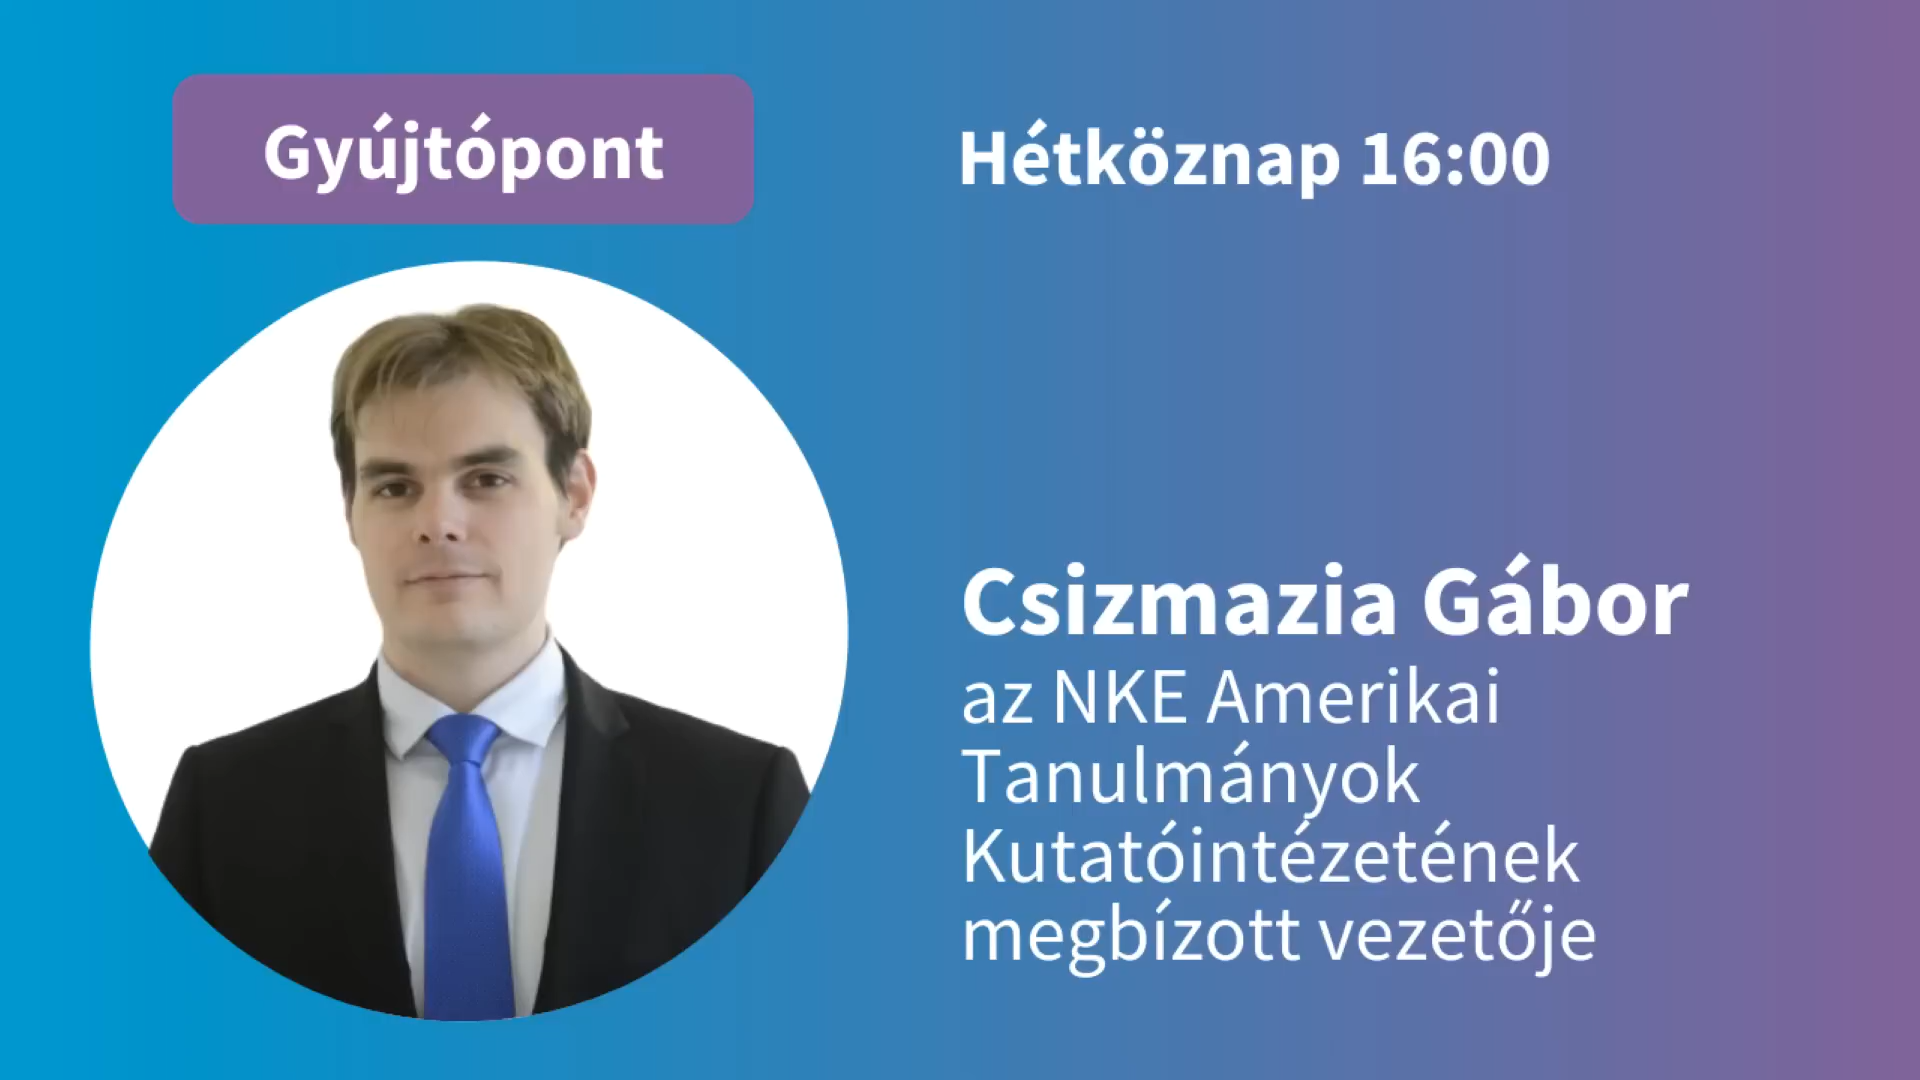 Gyújtópont
Hétköznap 16:00
Csizmazia Gábor
az NKE Amerikai
Tanulmányok
Kutatóintézetének
megbízott vezetője